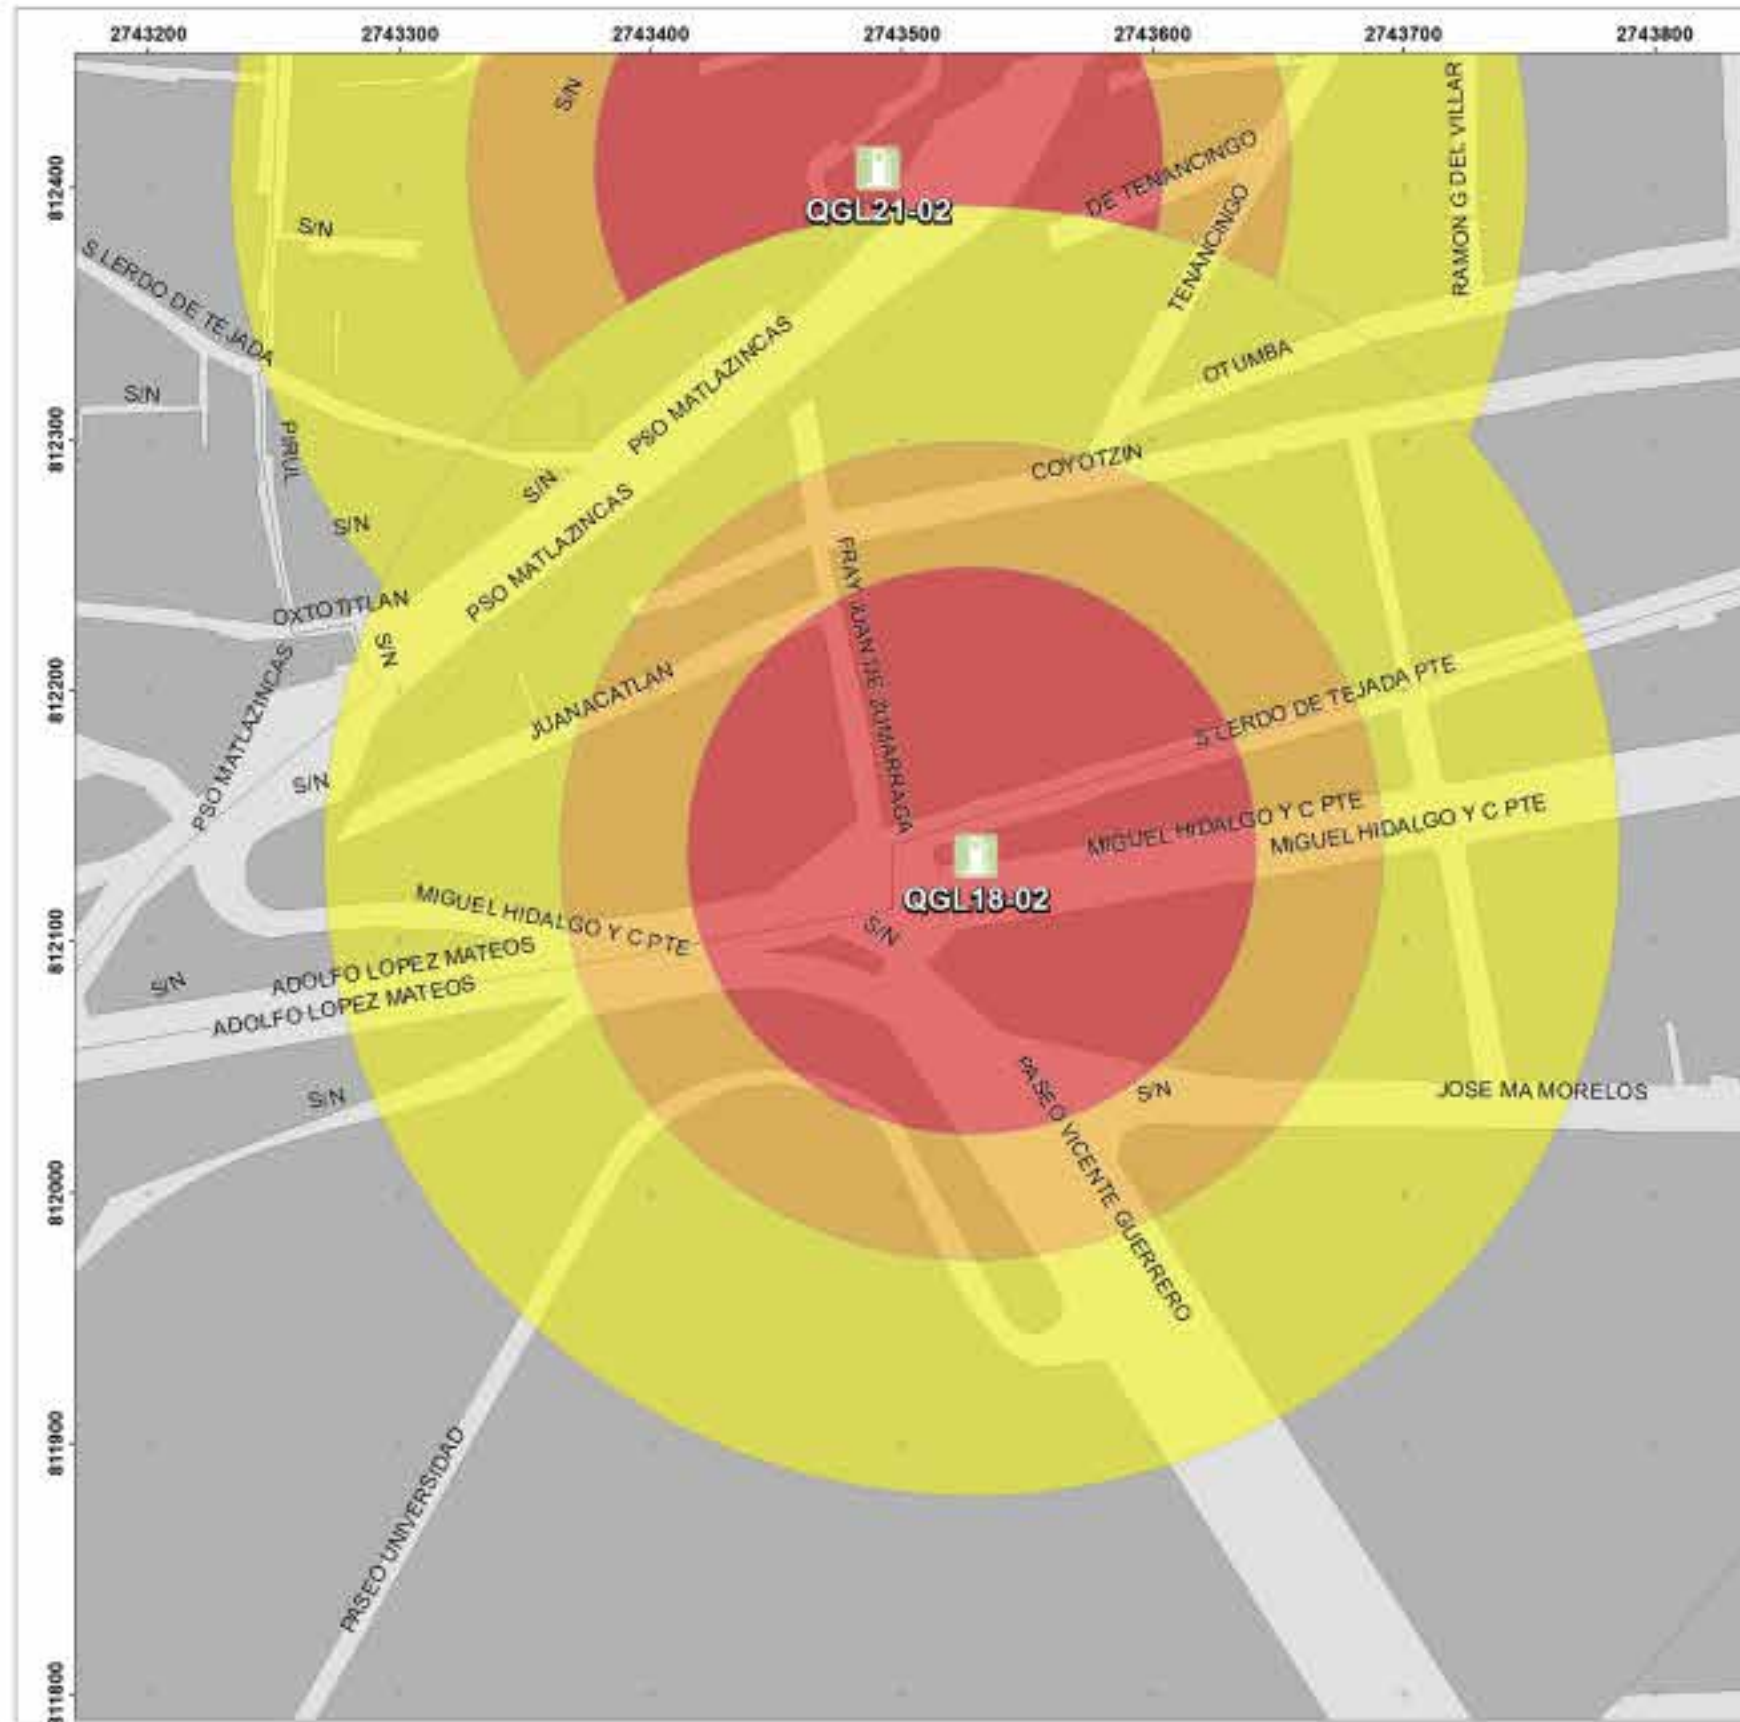 2743200 2743300 2743400 2743500 2743600 2743700 2743800
812400
812300
812200
812100
812000
811900
811800
S/N
RAMON G DEL VILLAR
DE TENANCINGO
QGL21-02
TENANCINGO
S/N
S LERDO DE TEJADA
PSO MATLAZINCAS
OTUMBA
S/N
PIRUL
COYOTZIN
S/N
S/N
PSO MATLAZINCAS
FRAY JUAN DE ZUMARRAGA
OXTOTITLAN
S/N
PSO MATLAZINCAS
JUANACATLAN
S LERDO DE TEJADA PTE
S/N
MIGUEL HIDALGO Y C PTE
MIGUEL HIDALGO Y C PTE
QGL18-02
MIGUEL HIDALGO Y C PTE
S/N
ADOLFO LOPEZ MATEOS
S/N
ADOLFO LOPEZ MATEOS
S/N
S/N
JOSE MA MORELOS
PASEO VICENTE GUERRERO
PASEO UNIVERSIDAD